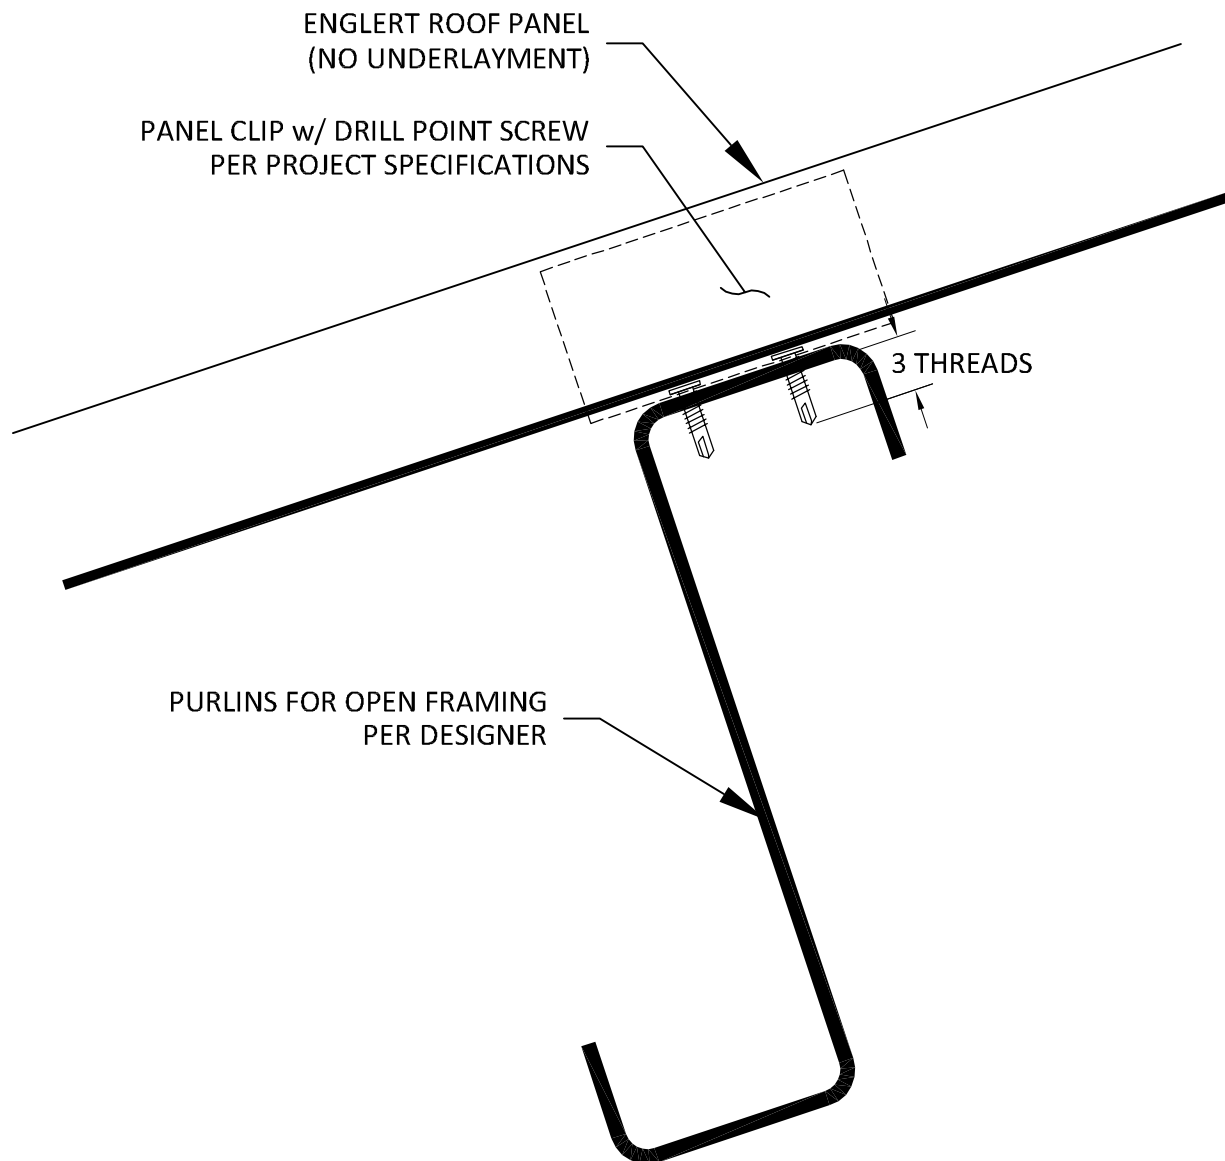 ENGLERT ROOF PANEL
(NO UNDERLAYMENT)
PANEL CLIP w/ DRILL POINT SCREW
PER PROJECT SPECIFICATIONS
3 THREADS
PURLINS FOR OPEN FRAMING
PER DESIGNER